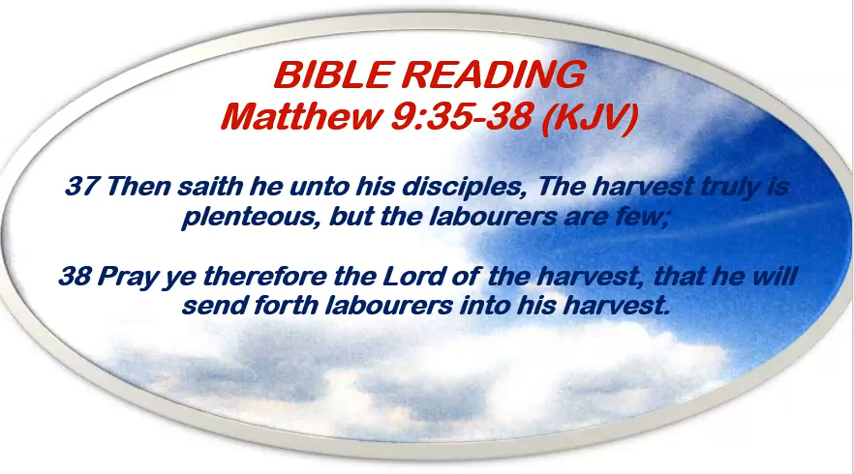 BIBLE READING
Matthew 9:35-38 (KJV)
37 Then saith he unto his disciples, The harvest truly is
plenteous, but the labourers are few;
38 Pray ye therefore the Lord of the harvest, that he will
send forth labourers into his harvest.